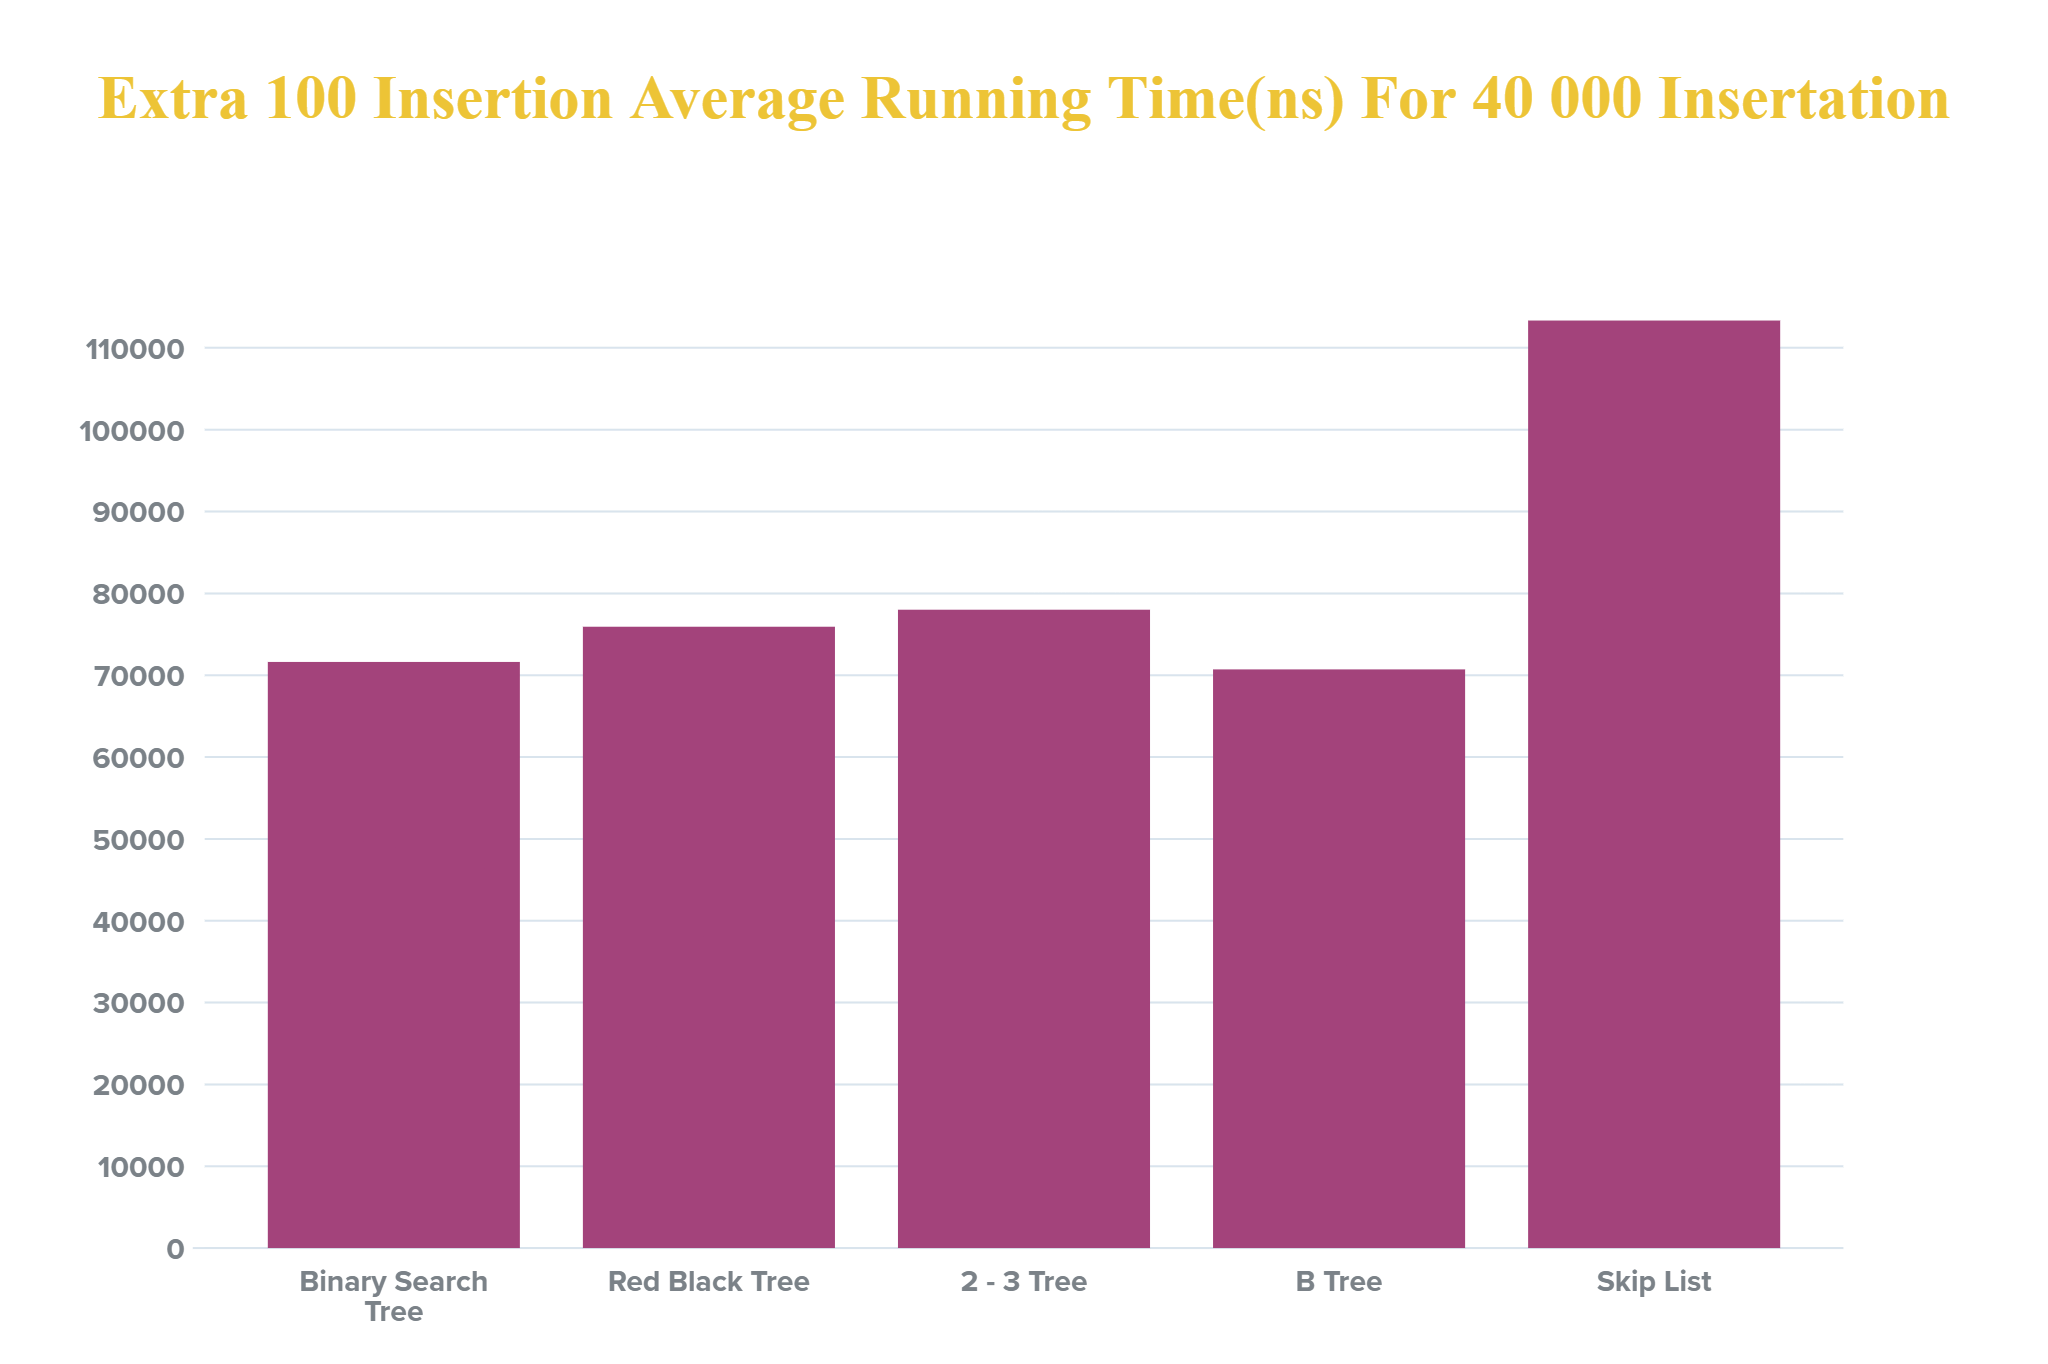 Extra 100 Insertion Average Running Time(ns) For 40 000 Insertation
110000
100000
90000
80000
70000
60000
50000
40000
30000
20000
10000
0
Binary Search
Tree
Red Black Tree
2 - 3 Tree
B Tree
Skip List